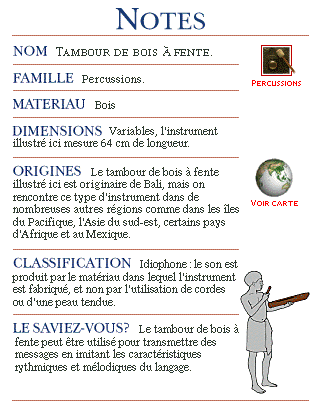 NOTES
NOM TAMBOUR DE BOIS À FENTE.
PERCUSSIONS
FAMILLE Percussions.
MATERIAU Bois
DIMENSIONS Variables, l'instrument
illustré ici mesure 64 cm de longueur.
ORIGINES Le tambour de bois à fente
illustré ici est originaire de Bali, mais on
rencontre ce type d'instrument dans de
nombreuses autres régions comme dans les îles
du Pacifique, l'Asie du sud-est, certains pays
d'Afrique et au Mexique.
VOIR CARTE
CLASSIFICATION Idiophone : le son est
produit par le matériau dans lequel l'instrument
est fabriqué, et non par l'utilisation de cordes
ou d'une peau tendue.
LE SAVIEZ-VOUS? Le tambour de bois à
fente peut être utilisé pour transmettre des
messages en imitant les caractéristiques
rythmiques et mélodiques du langage.